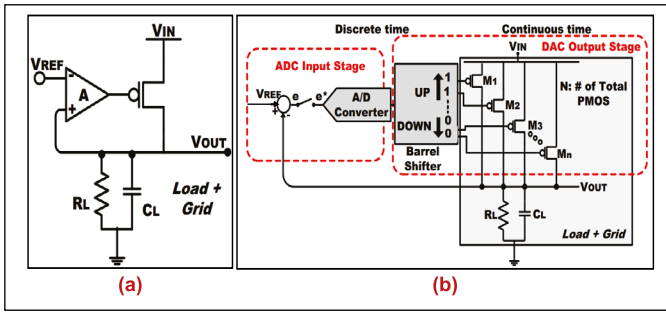 VIN
VREF
-
A
+
VOUT
RL
CL
Load +
Grid
(a)
Discrete time
Continuous time
VIN
DAC Output Stage
ADC Input Stage
VREF
+
-
e
e*
A/D
Converter
UP
1
1
0
0
DOWN
Barrel
Shifter
M1
M2
M3
Mn
N: # of Total
PMOS
VOUT
RL
CL
Load + Grid
(b)